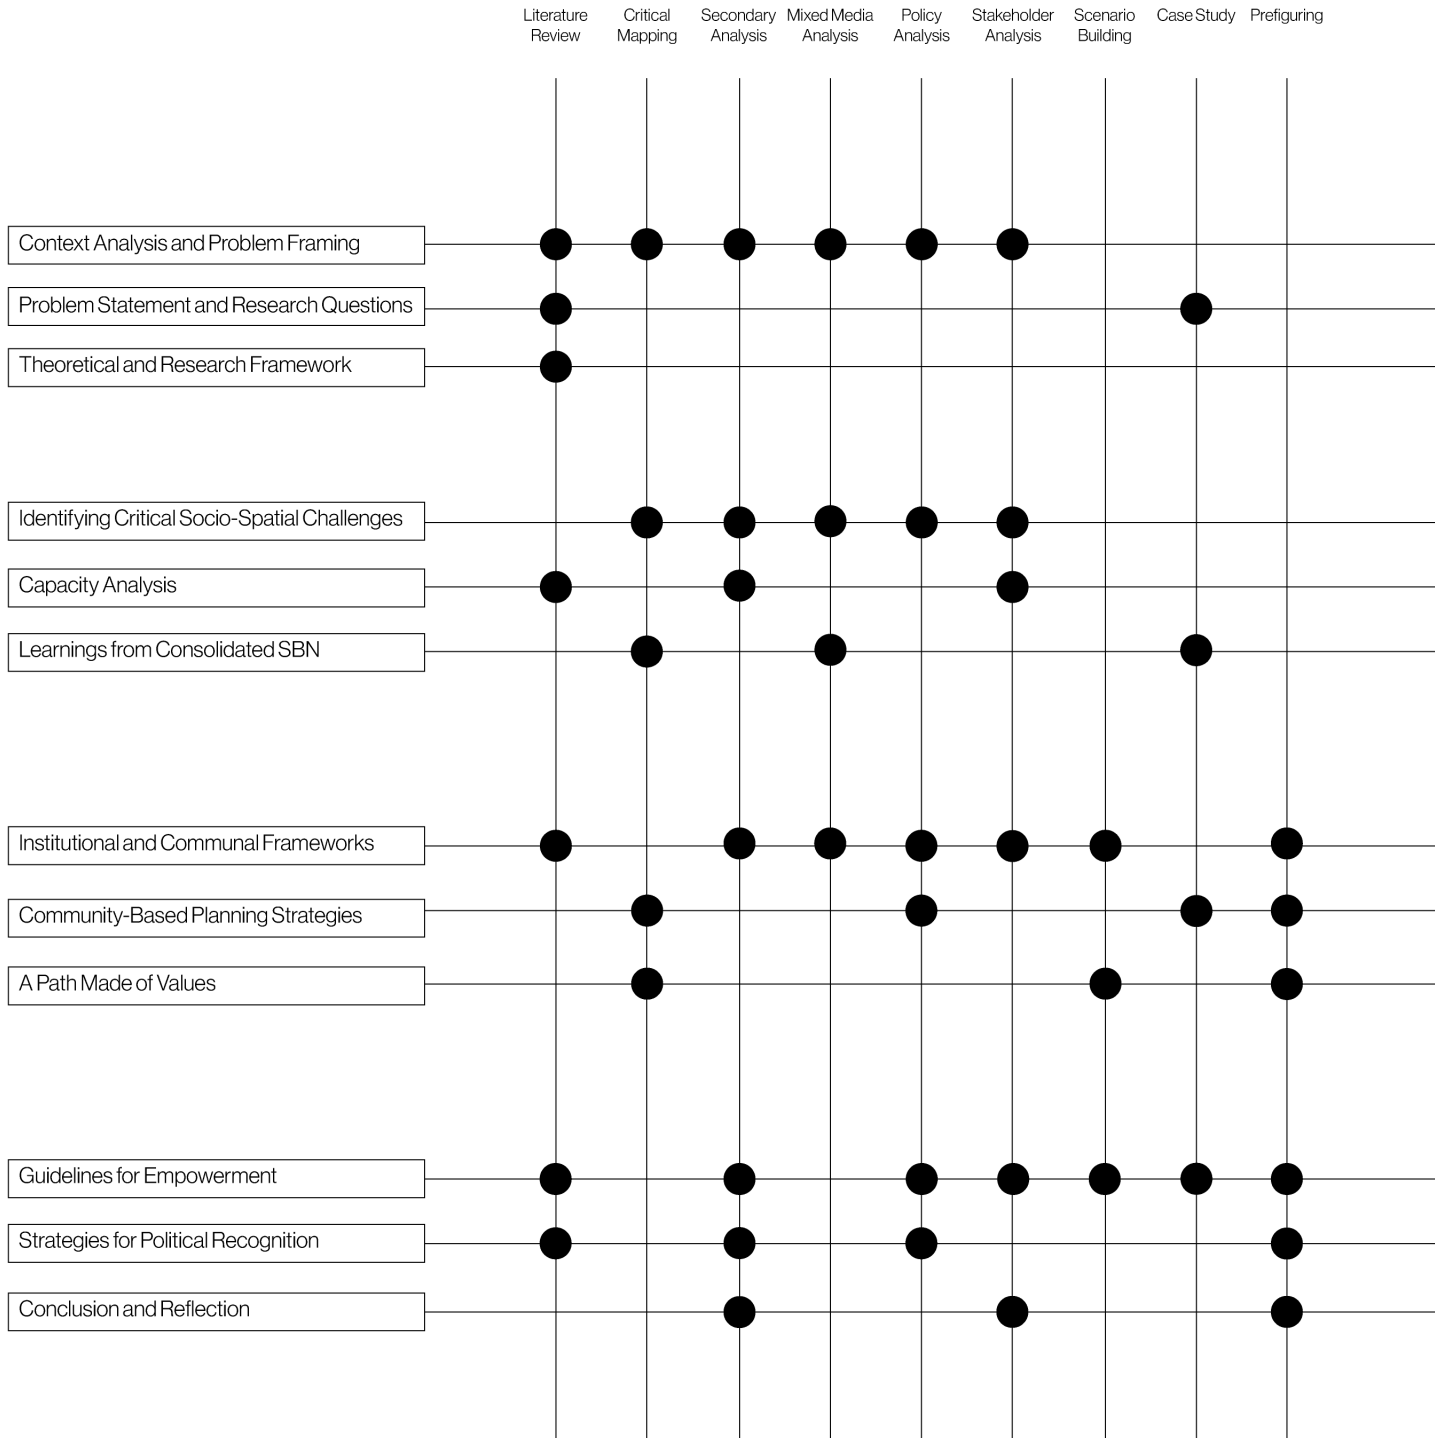 Literature Review
Critical Mapping
Secondary Analysis
Mixed Media Analysis
Policy Analysis
Stakeholder Analysis
Scenario Building
Case Study
Prefiguring
Context Analysis and Problem Framing
Problem Statement and Research Questions
Theoretical and Research Framework
Identifying Critical Socio-Spatial Challenges
Capacity Analysis
Learnings from Consolidated SBN
Institutional and Communal Frameworks
Community-Based Planning Strategies
A Path Made of Values
Guidelines for Empowerment
Strategies for Political Recognition
Conclusion and Reflection